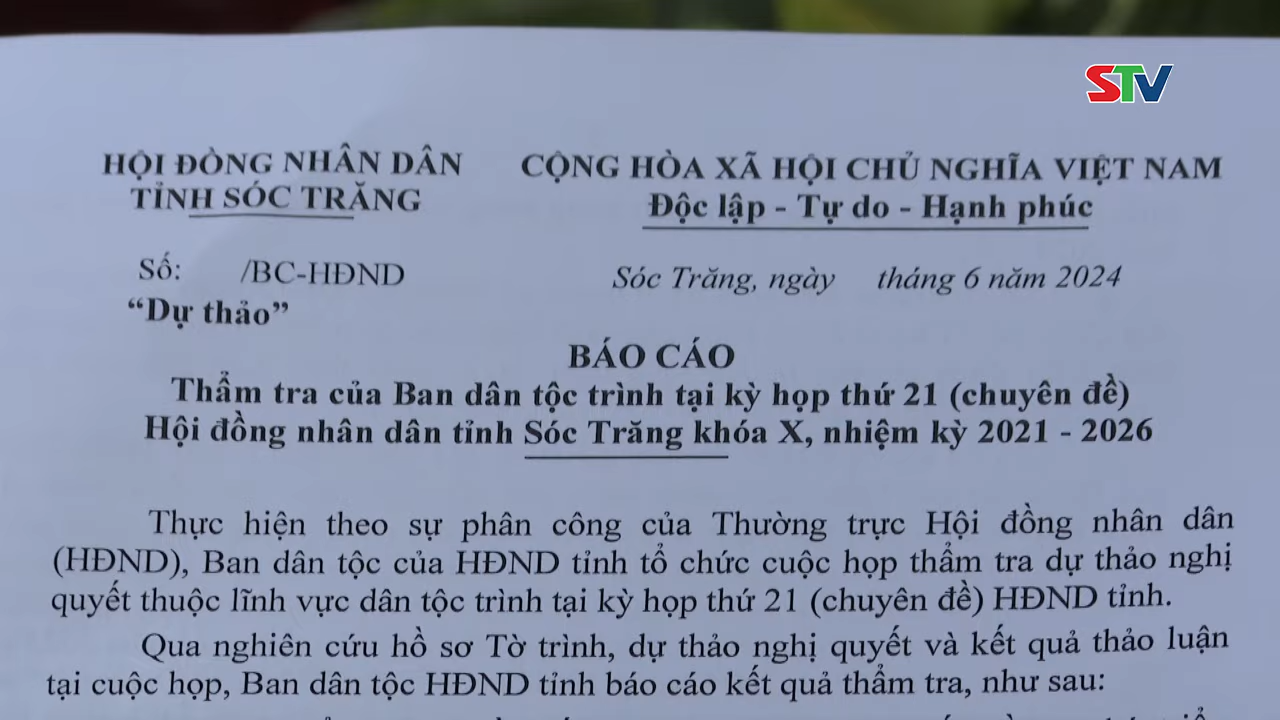 STV
HỘI ĐỒNG NHÂN DÂN
TỈNH SÓC TRĂNG
CỘNG HÒA XÃ HỘI CHỦ NGHĨA VIỆT NAM
Độc lập - Tự do - Hạnh phúc
Số: /BC-HĐND
Sóc Trăng, ngày tháng 6 năm 2024
“Dự thảo”
BÁO CÁO
Thẩm tra của Ban dân tộc trình tại kỳ họp thứ 21 (chuyên đề)
Hội đồng nhân dân tỉnh Sóc Trăng khóa X, nhiệm kỳ 2021 - 2026
Thực hiện theo sự phân công của Thường trực Hội đồng nhân dân
(HĐND), Ban dân tộc của HĐND tỉnh tổ chức cuộc họp thẩm tra dự thảo nghị
quyết thuộc lĩnh vực dân tộc trình tại kỳ họp thứ 21 (chuyên đề) HĐND tỉnh.
Qua nghiên cứu hồ sơ Tờ trình, dự thảo nghị quyết và kết quả thảo luận
tại cuộc họp, Ban dân tộc HĐND tỉnh báo cáo kết quả thẩm tra, như sau: